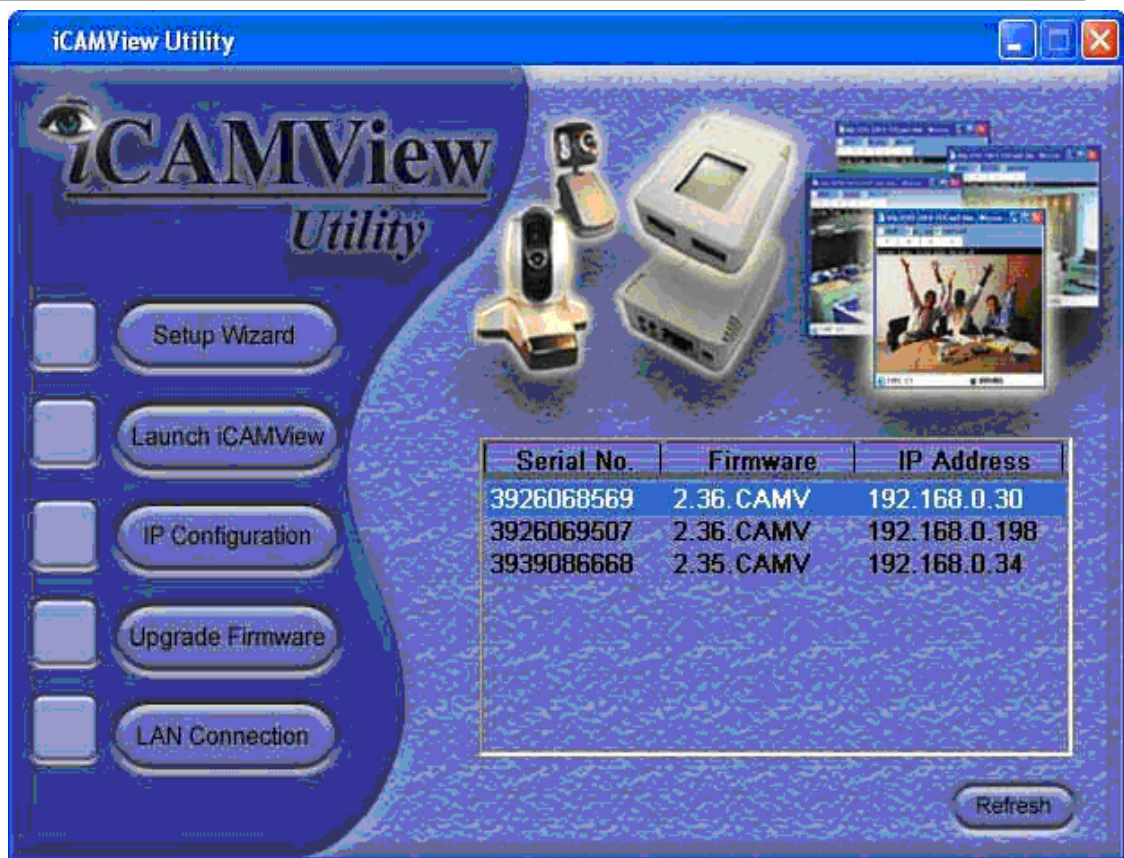 iCAMView Utility
iCAMView
Utility
Setup Wizard
Launch iCAMView
IP Configuration
Upgrade Firmware
LAN Connection
Serial No. Firmware IP Address
3926068569 2.36.CAMV 192.168.0.30
3926069507 2.36.CAMV 192.168.0.198
3939086668 2.35.CAMV 192.168.0.34
Refresh